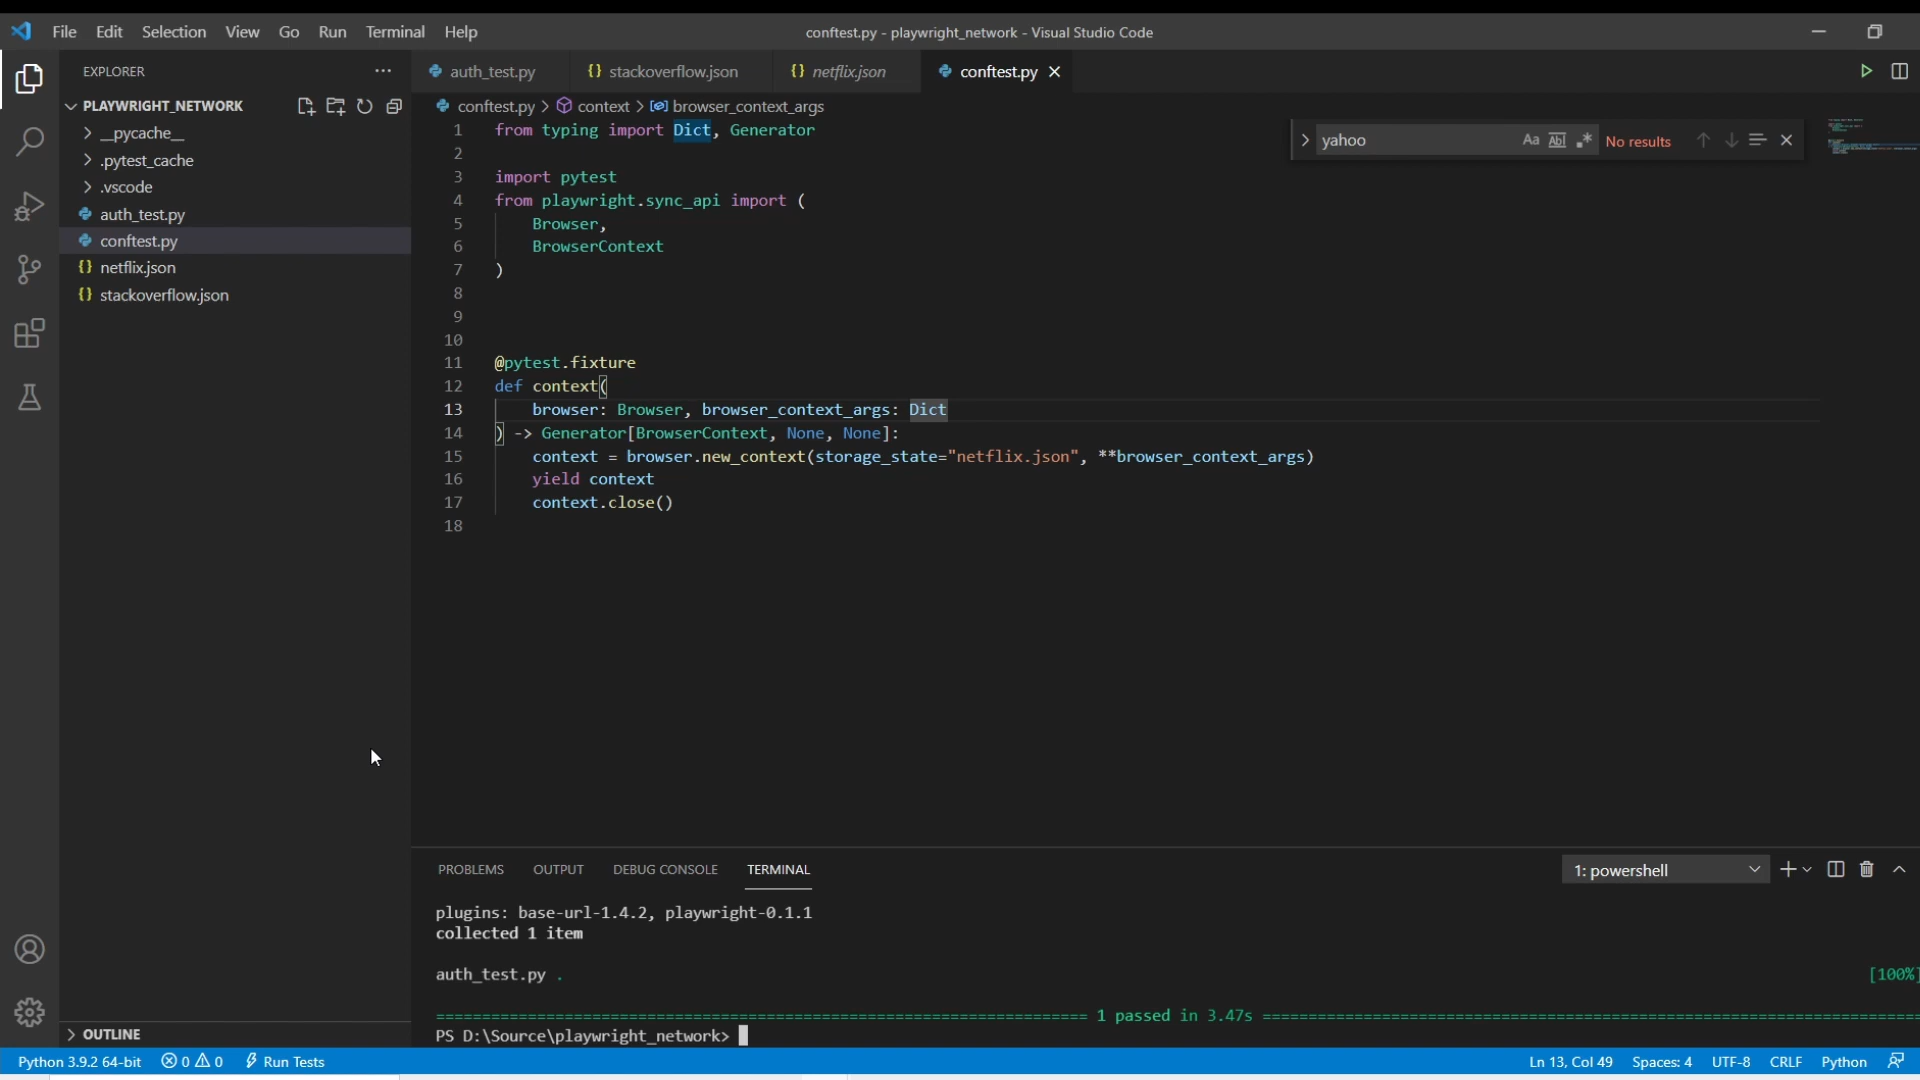 File Edit Selection View Go Run Terminal Help
conftest.py - playwright_network - Visual Studio Code
EXPLORER
PLAYWRIGHT_NETWORK
__pycache__
.pytest_cache
.vscode
auth_test.py
conftest.py
netflix.json
stackoverflow.json
OUTLINE
auth_test.py stackoverflow.json netflix.json conftest.py
conftest.py > context > browser_context_args
yahoo Aa Abl .* No results
1 from typing import Dict, Generator
2
3 import pytest
4 from playwright.sync_api import (
5 Browser,
6 BrowserContext
7 )
8
9
10
11 @pytest.fixture
12 def context(
13 browser: Browser, browser_context_args: Dict
14 ) -> Generator[BrowserContext, None, None]:
15 context = browser.new_context(storage_state="netflix.json", **browser_context_args)
16 yield context
17 context.close()
18
PROBLEMS OUTPUT DEBUG CONSOLE TERMINAL
1: powershell
plugins: base-url-1.4.2, playwright-0.1.1
collected 1 item
auth_test.py . [100%]
1 passed in 3.47s
PS D:\Source\playwright_network>
Python 3.9.2 64-bit 0 0 Run Tests Ln 13, Col 49 Spaces: 4 UTF-8 CRLF Python